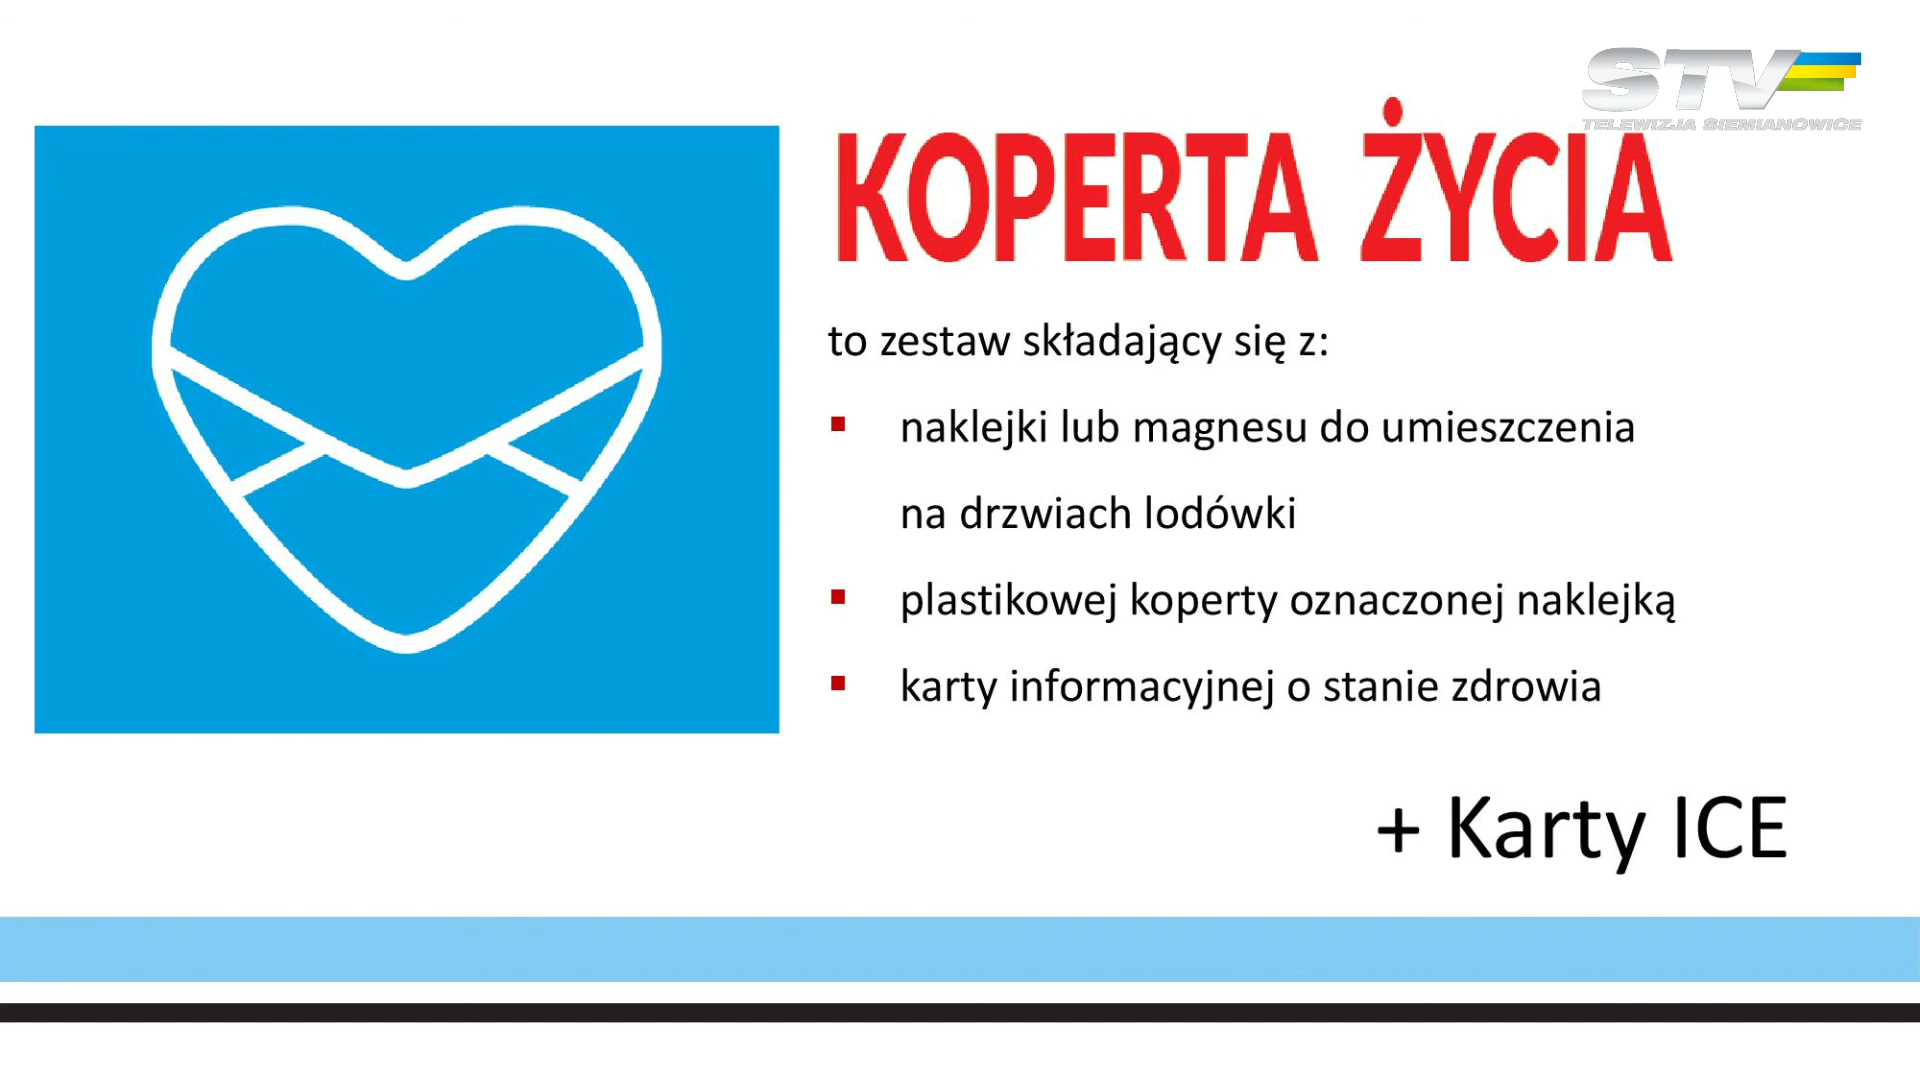 STV
TELEWIZJA SIEMIANOWICE
KOPERTA ŻYCIA
to zestaw składający się z:
▪ naklejki lub magnesu do umieszczenia
na drzwiach lodówki
▪ plastikowej koperty oznaczonej naklejką
▪ karty informacyjnej o stanie zdrowia
+ Karty ICE